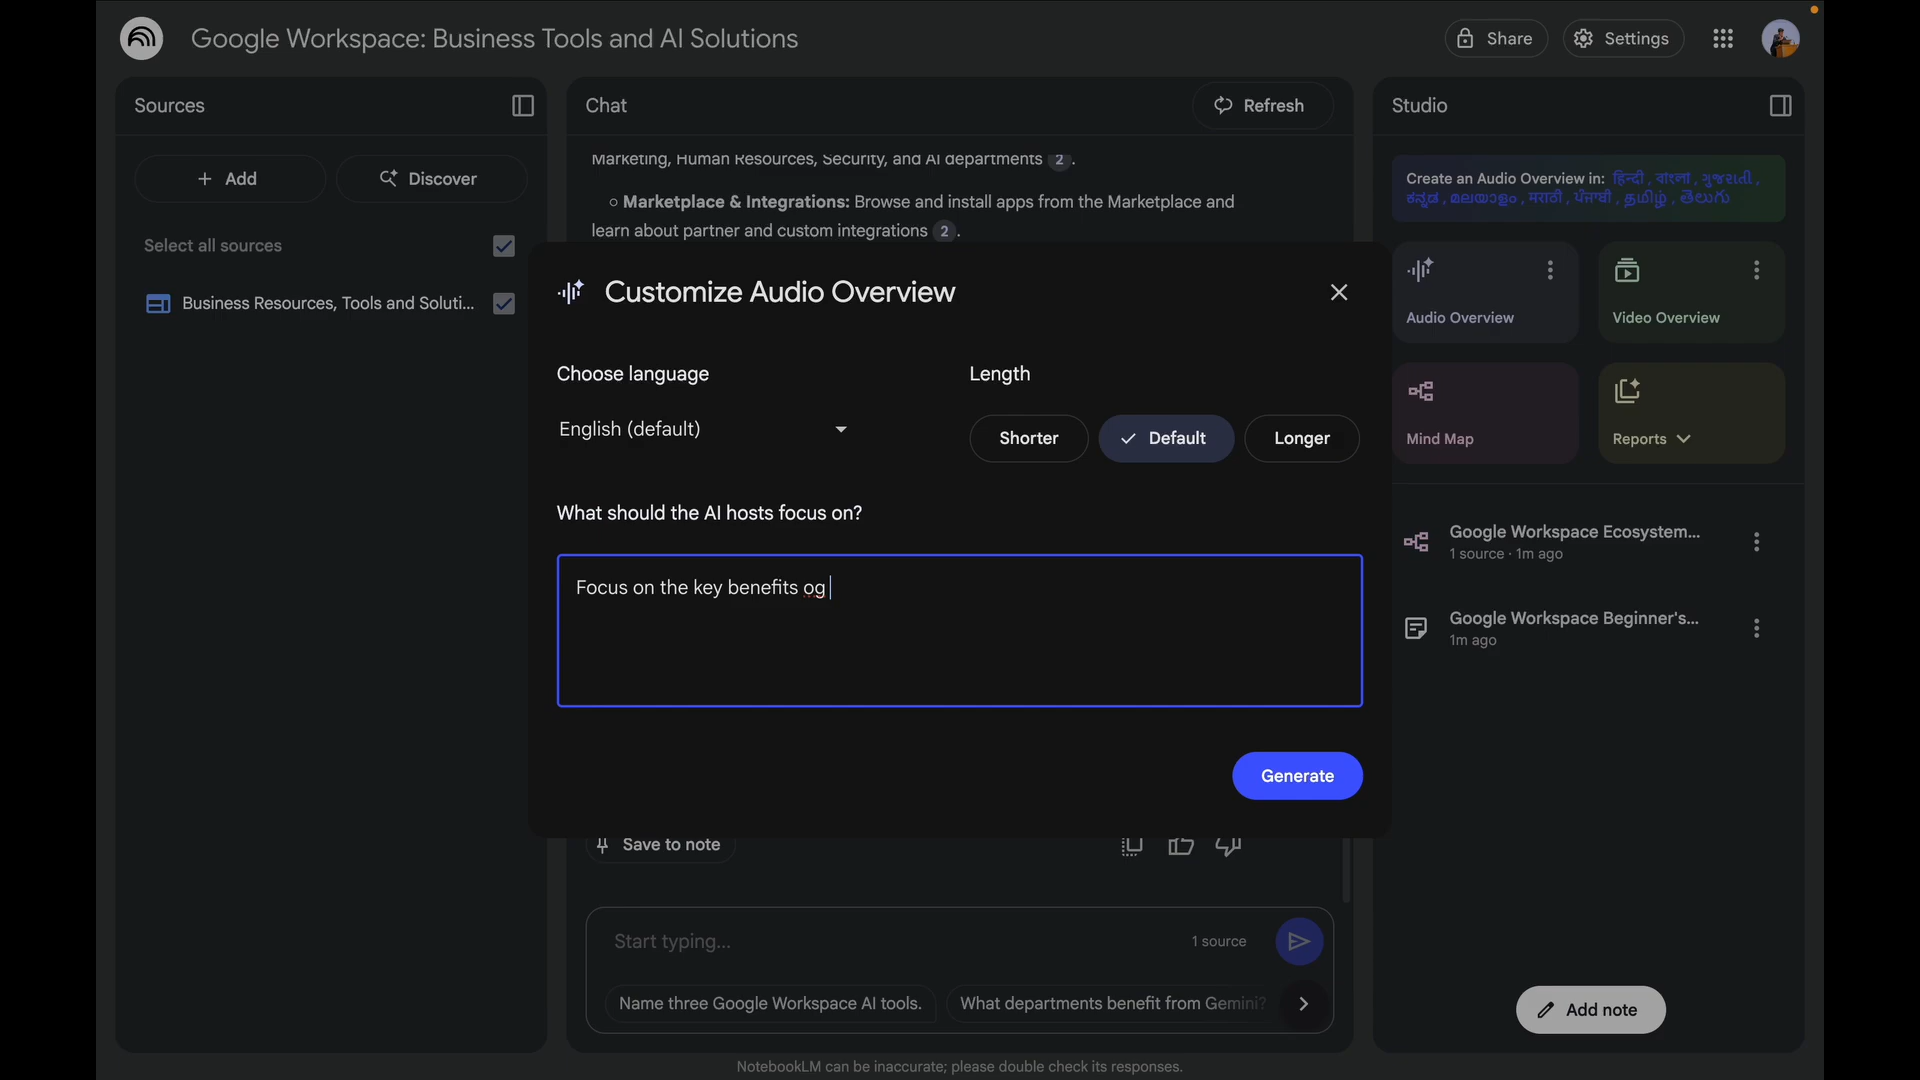 Google Workspace: Business Tools and AI Solutions
Share
Settings
Sources
Add
Discover
Select all sources
Business Resources, Tools and Soluti...
Chat
Refresh
Marketing, Human Resources, Security, and AI departments 2 .
○ Marketplace & Integrations: Browse and install apps from the Marketplace and
learn about partner and custom integrations 2 .
Customize Audio Overview
Choose language
English (default)
Length
Shorter
Default
Longer
What should the AI hosts focus on?
Focus on the key benefits og
Generate
Save to note
Start typing...
1 source
Name three Google Workspace AI tools.
What departments benefit from Gemini?
Studio
Create an Audio Overview in: हिन्दी , বাংলা , ગુજરાતી ,
ಕನ್ನಡ , മലയാളം , मराठी , ਪੰਜਾਬੀ , தமிழ் , తెలుగు
Audio Overview
Video Overview
Mind Map
Reports
Google Workspace Ecosystem...
1 source · 1m ago
Google Workspace Beginner's...
1m ago
Add note
NotebookLM can be inaccurate; please double check its responses.